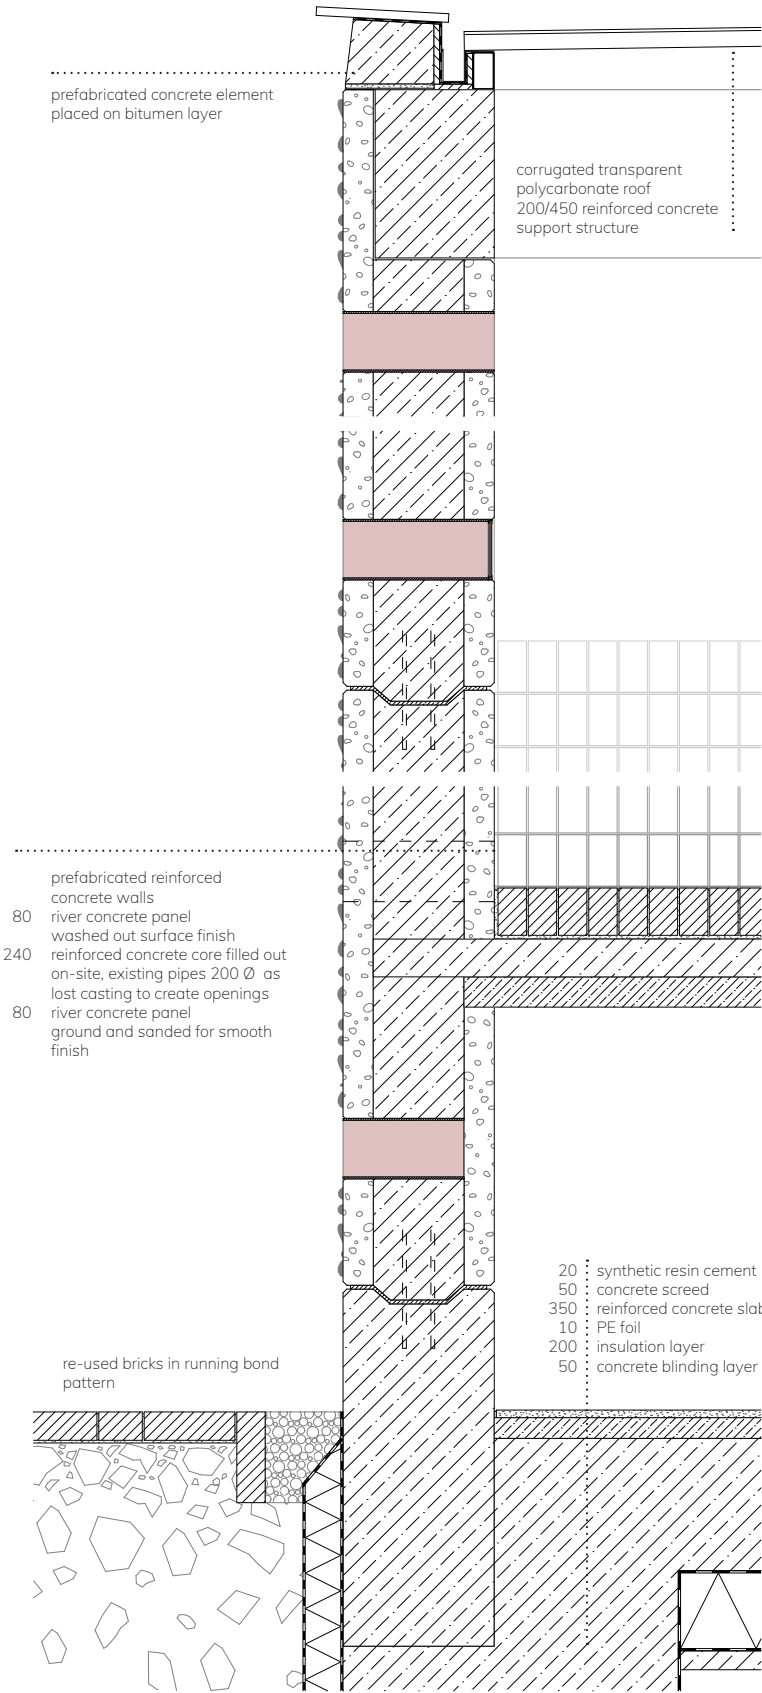 prefabricated concrete element
placed on bitumen layer
corrugated transparent
polycarbonate roof
200/450 reinforced concrete
support structure
prefabricated reinforced
concrete walls
80 river concrete panel
washed out surface finish
240 reinforced concrete core filled out
on-site, existing pipes 200 Ø as
lost casting to create openings
80 river concrete panel
ground and sanded for smooth
finish
20 synthetic resin cement
50 concrete screed
350 reinforced concrete slab
10 PE foil
200 insulation layer
50 concrete blinding layer
re-used bricks in running bond
pattern